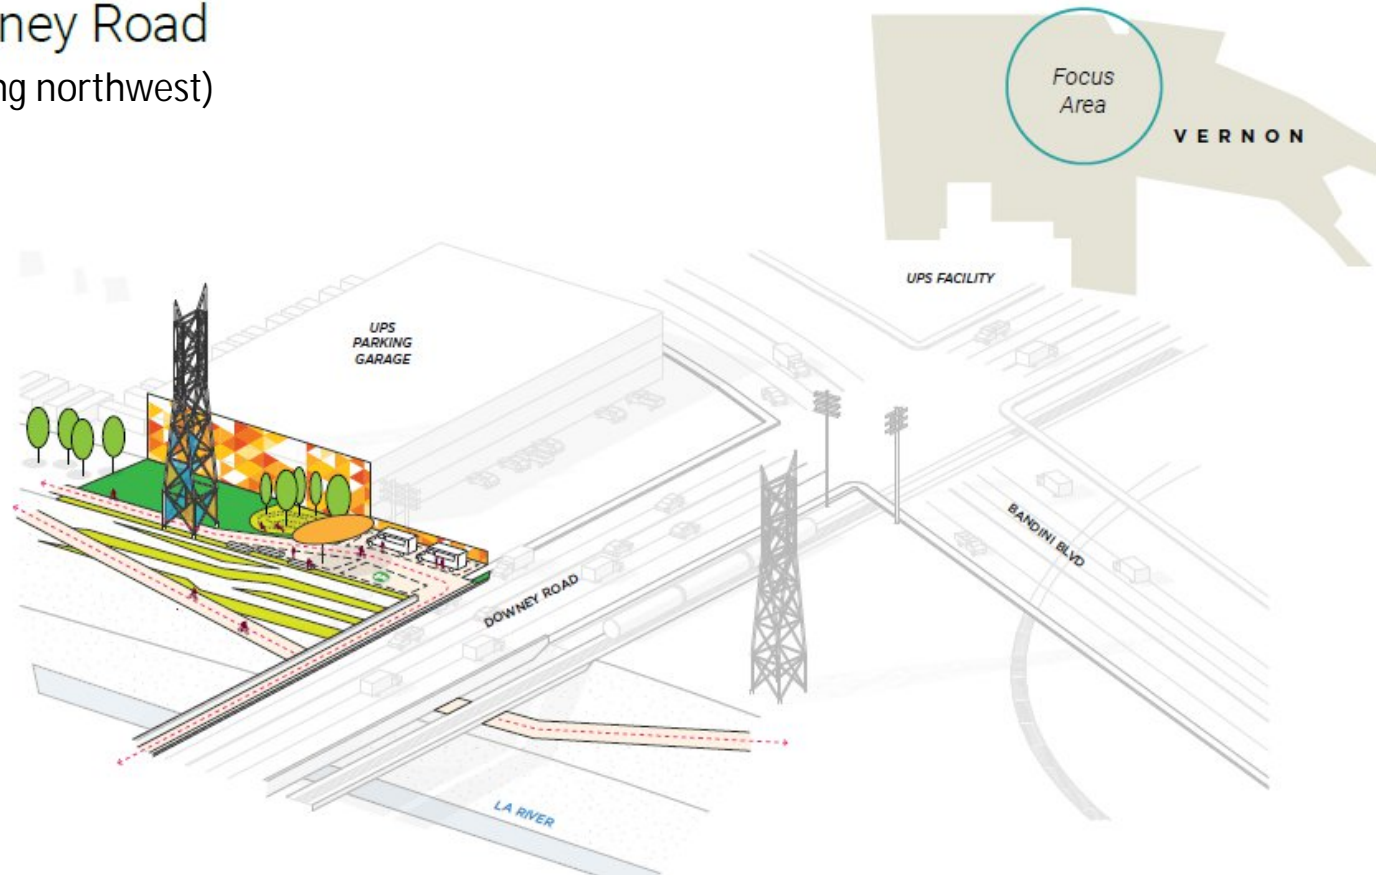 ney Road
ng northwest)
Focus
Area
VERNON
UPS FACILITY
UPS
PARKING
GARAGE
BANDINI BLVD
DOWNEY ROAD
LA RIVER